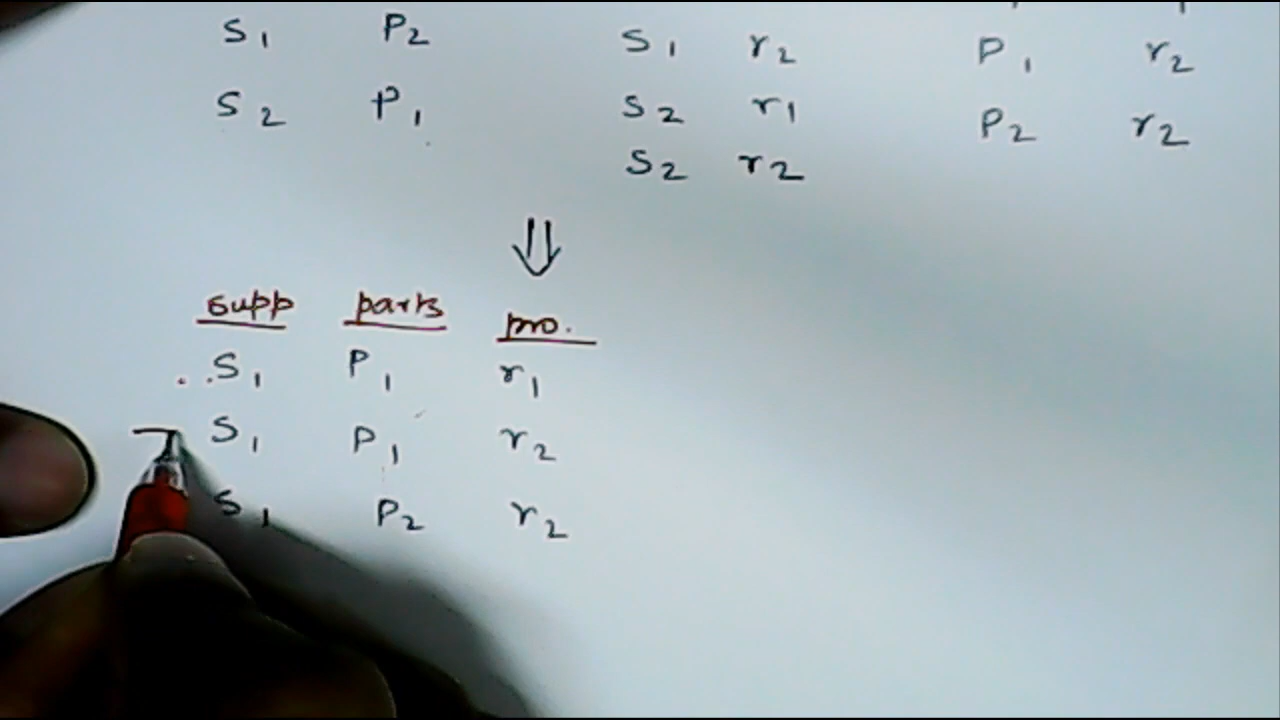 S1 P2 S1 r2 P1 r2
S2 P1 S2 r1 P2 r2
S2 r2
supp parts pro.
S1 P1 r1
S1 P1 r2
S1 P2 r2